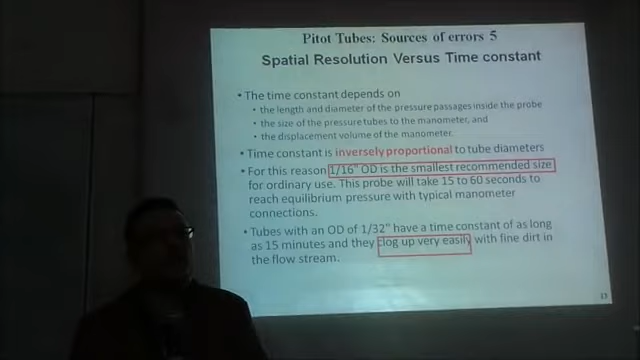 Pitot Tubes: Sources of errors 5
Spatial Resolution Versus Time constant
• The time constant depends on
• the length and diameter of the pressure passages inside the probe
• the size of the pressure tubes to the manometer, and
• the displacement volume of the manometer.
• Time constant is inversely proportional to tube diameters
• For this reason 1/16" OD is the smallest recommended size
for ordinary use. This probe will take 15 to 60 seconds to
reach equilibrium pressure with typical manometer
connections.
• Tubes with an OD of 1/32" have a time constant of as long
as 15 minutes and they clog up very easily with fine dirt in
the flow stream.
13